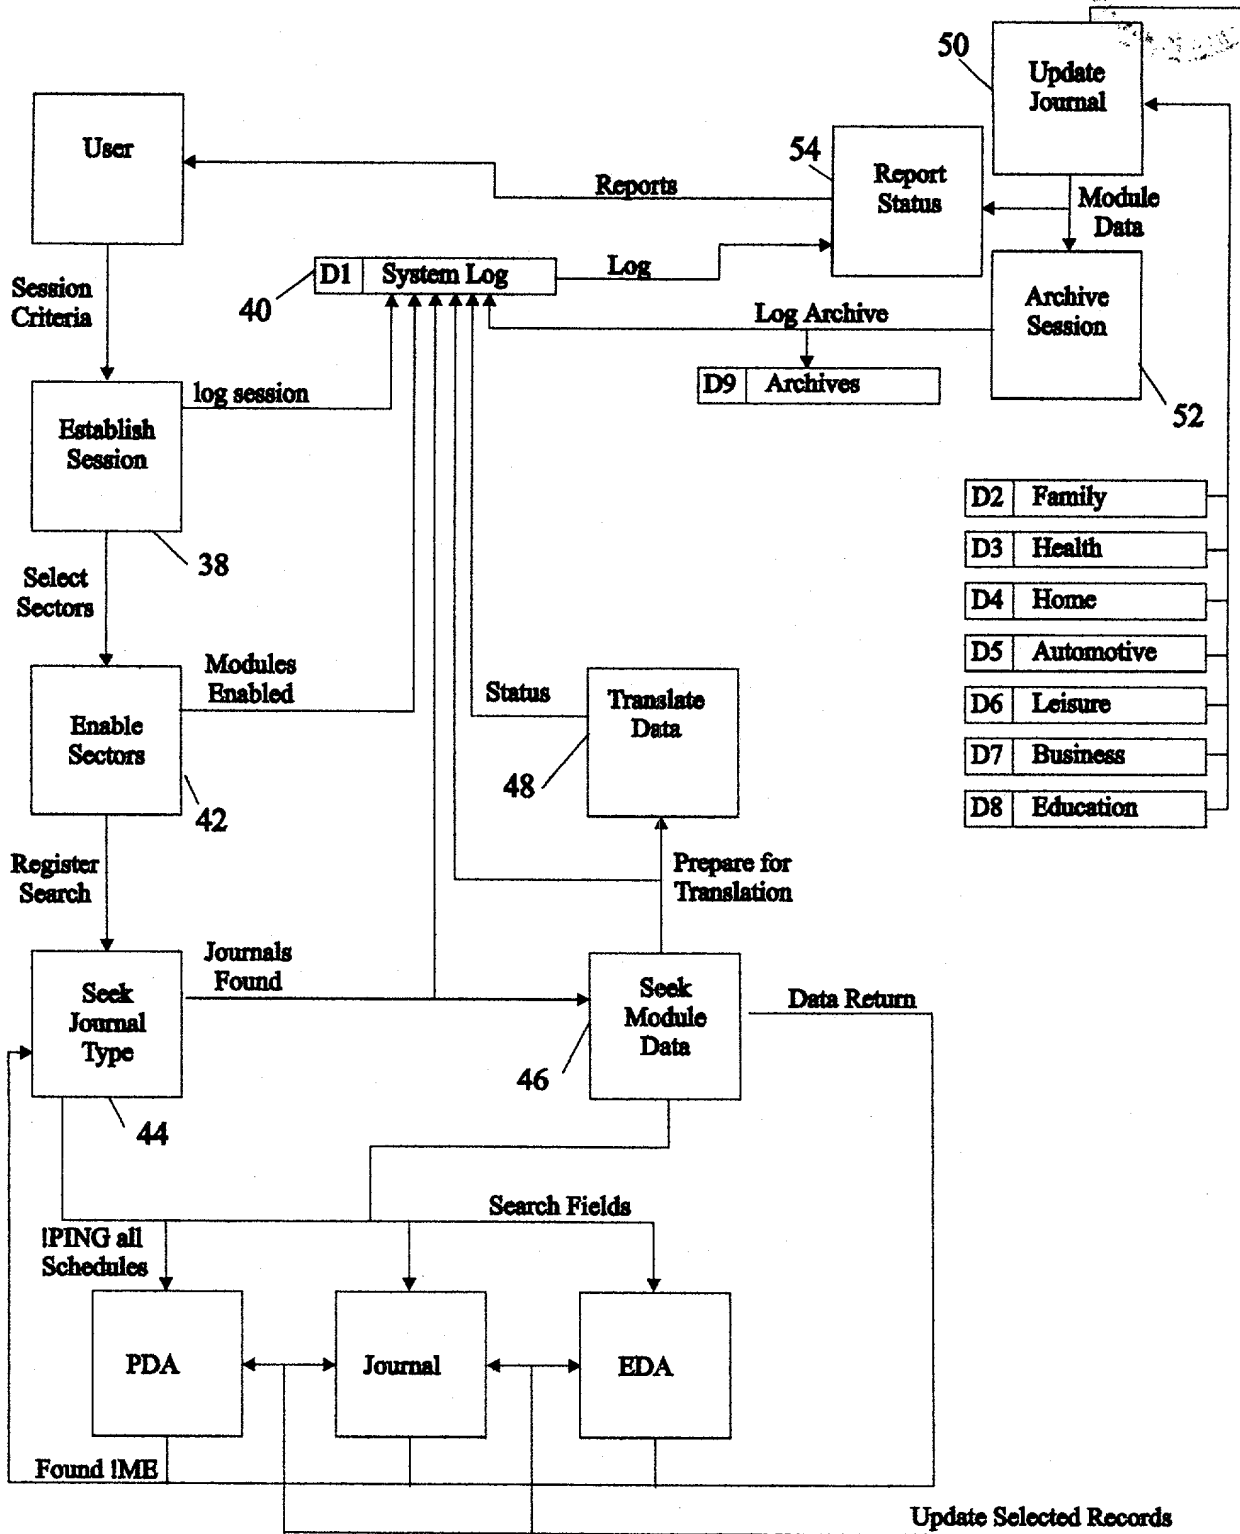 50
Update
Journal
User
54
Report
Status
Reports
Module
Data
Log
D1 System Log
40
Session
Criteria
Log Archive
Archive
Session
D9 Archives
52
log session
Establish
Session
38
D2 Family
D3 Health
D4 Home
D5 Automotive
D6 Leisure
D7 Business
D8 Education
Select
Sectors
Modules
Enabled
Enable
Sectors
42
Status
Translate
Data
48
Register
Search
Prepare for
Translation
Journals
Found
Seek
Journal
Type
44
Seek
Module
Data
46
Data Return
Search Fields
!PING all
Schedules
PDA
Journal
EDA
Found !ME
Update Selected Records